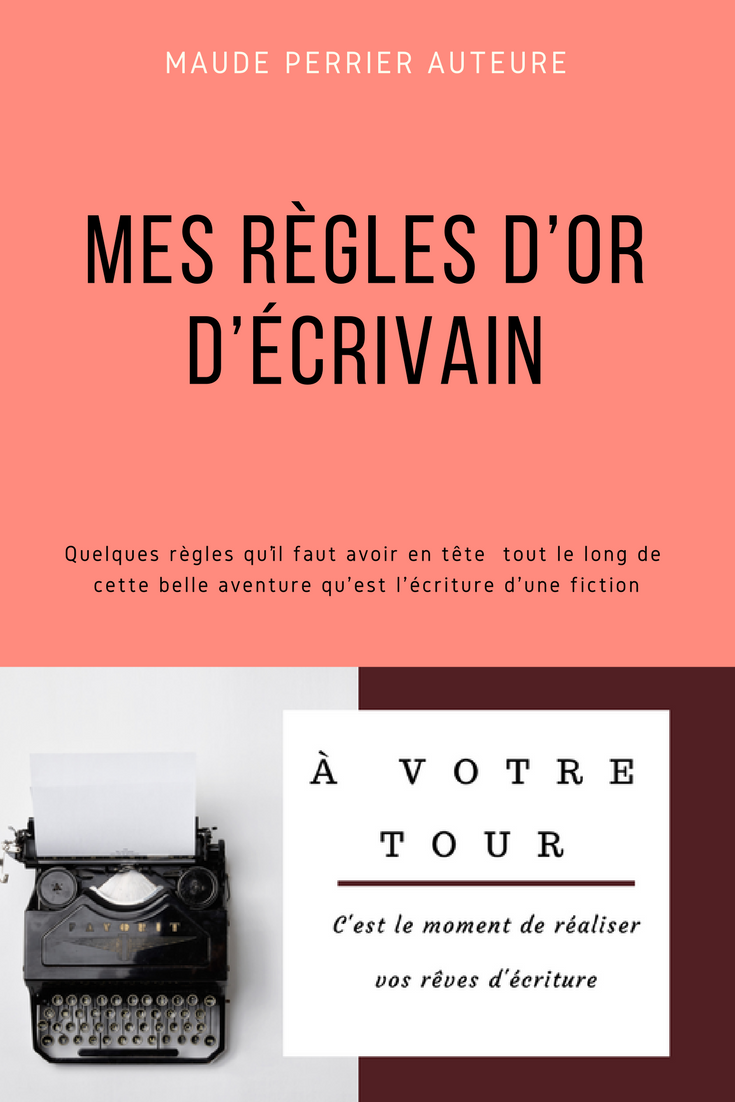 MAUDE PERRIER AUTEURE
MES RÈGLES D’OR
D’ÉCRIVAIN
Quelques règles qu'il faut avoir en tête  tout le long de
cette belle aventure qu’est l’écriture d’une fiction
FAVORIT
À VOTRE
TOUR
C'est le moment de réaliser
vos rêves d'écriture